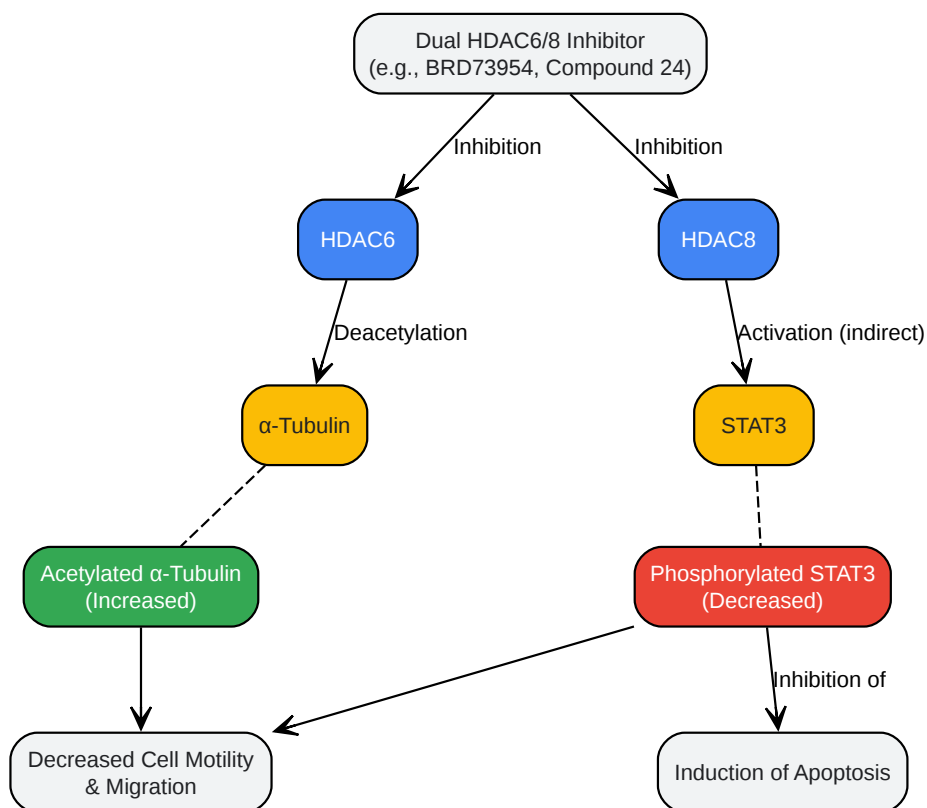 Dual HDAC6/8 Inhibitor
(e.g., BRD73954, Compound 24)
Inhibition
Inhibition
HDAC6
HDAC8
Deacetylation
Activation (indirect)
α-Tubulin
STAT3
Acetylated α-Tubulin
(Increased)
Phosphorylated STAT3
(Decreased)
Inhibition of
Decreased Cell Motility
& Migration
Induction of Apoptosis